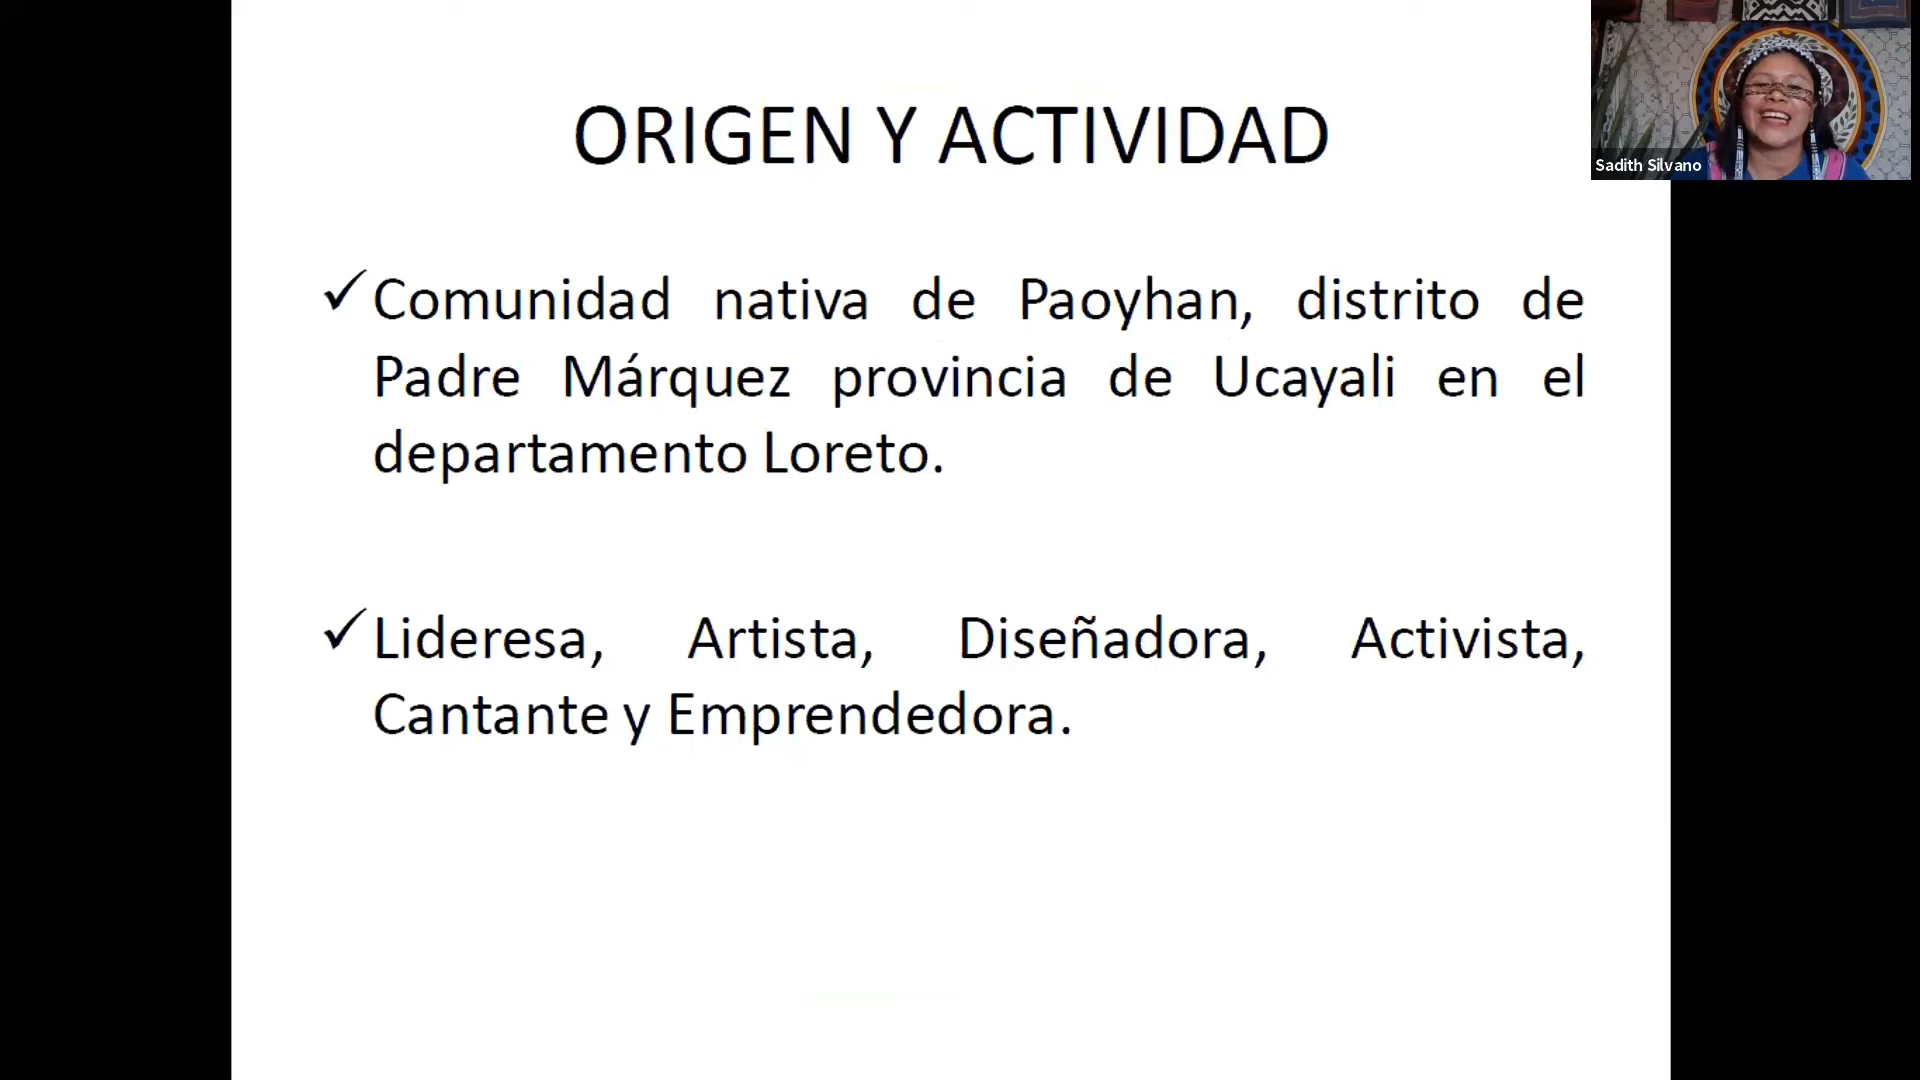 ORIGEN Y ACTIVIDAD
Sadith Silvano
Comunidad nativa de Paoyhan, distrito de
Padre Márquez provincia de Ucayali en el
departamento Loreto.
Lideresa, Artista, Diseñadora, Activista,
Cantante y Emprendedora.